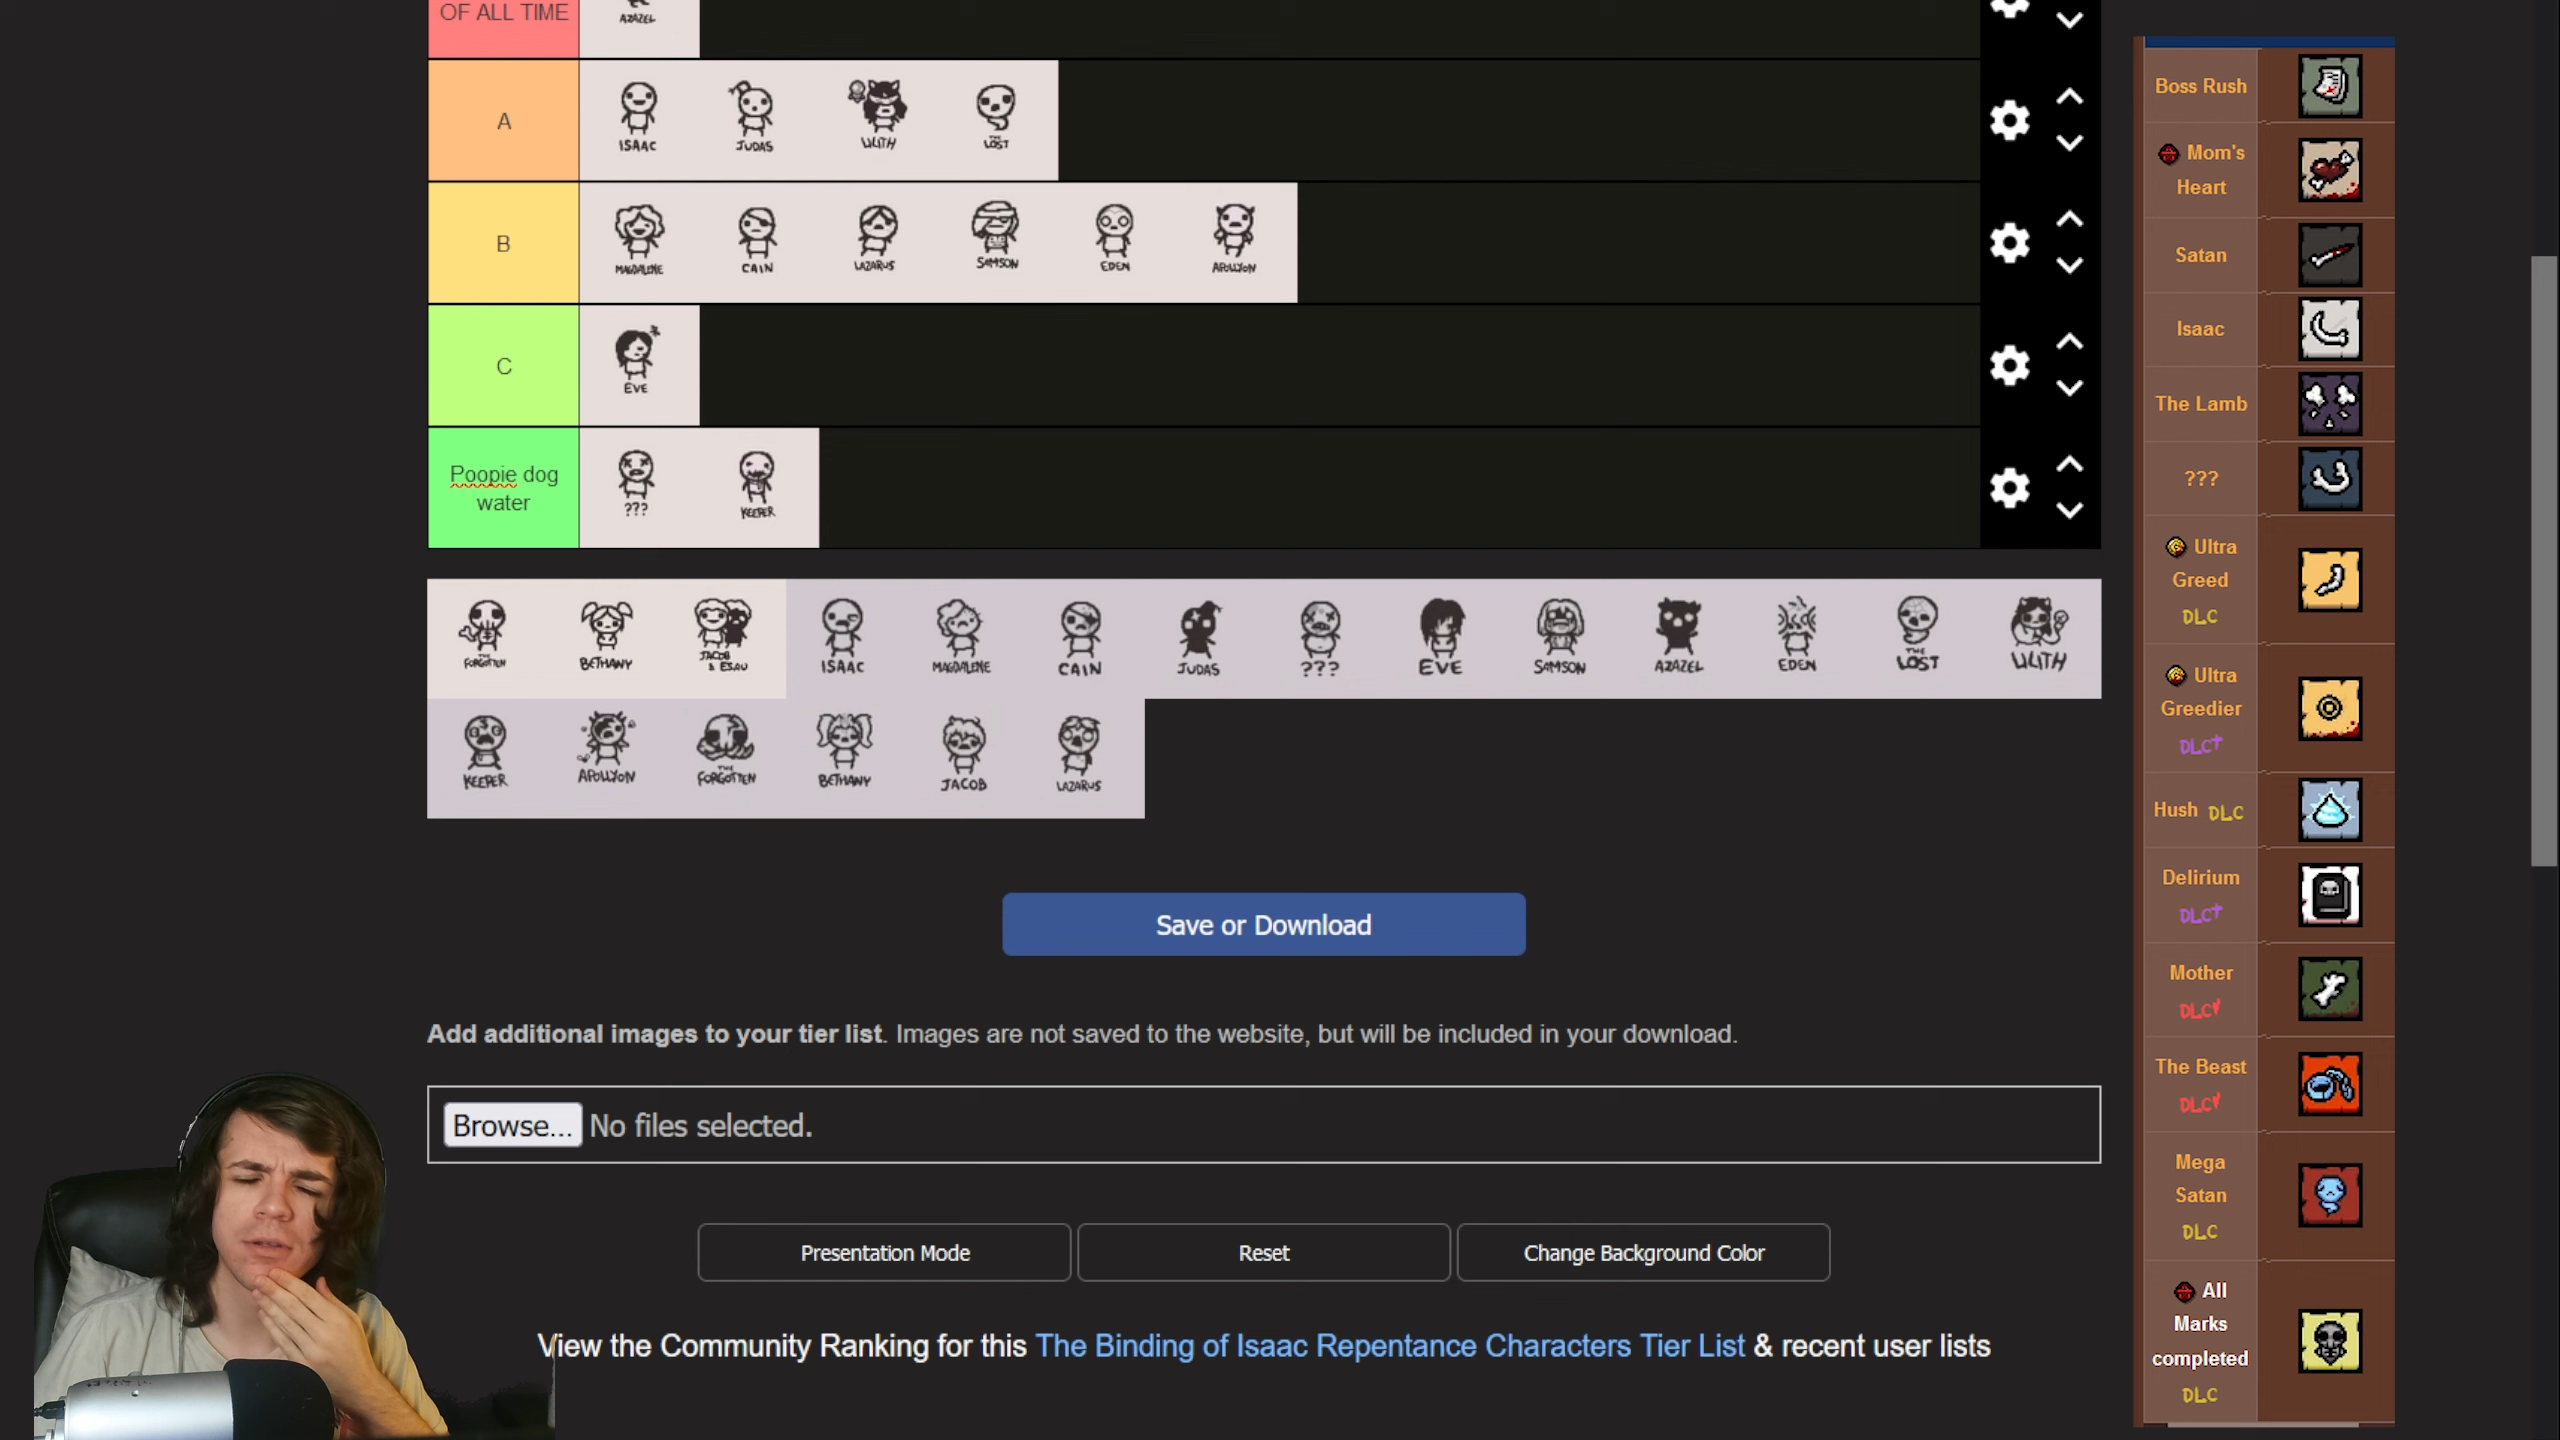 OF ALL TIME
AZAZEL
A
ISAAC
JUDAS
LILITH
THE LOST
B
MAGDALENE
CAIN
LAZARUS
SAMSON
EDEN
APOLLYON
C
EVE
Poopie dog
water
???
KEEPER
THE FORGOTTEN
BETHANY
JACOB
& ESAU
ISAAC
MAGDALENE
CAIN
JUDAS
???
EVE
SAMSON
AZAZEL
EDEN
THE LOST
LILITH
KEEPER
APOLLYON
THE FORGOTTEN
BETHANY
JACOB
LAZARUS
Save or Download
Add additional images to your tier list. Images are not saved to the website, but will be included in your download.
Browse... No files selected.
Presentation Mode
Reset
Change Background Color
View the Community Ranking for this The Binding of Isaac Repentance Characters Tier List & recent user lists
Boss Rush
Mom's
Heart
Satan
Isaac
The Lamb
???
Ultra
Greed
DLC
Ultra
Greedier
DLC†
Hush DLC
Delirium
DLC†
Mother
DLC
The Beast
DLC
Mega
Satan
DLC
All
Marks
completed
DLC